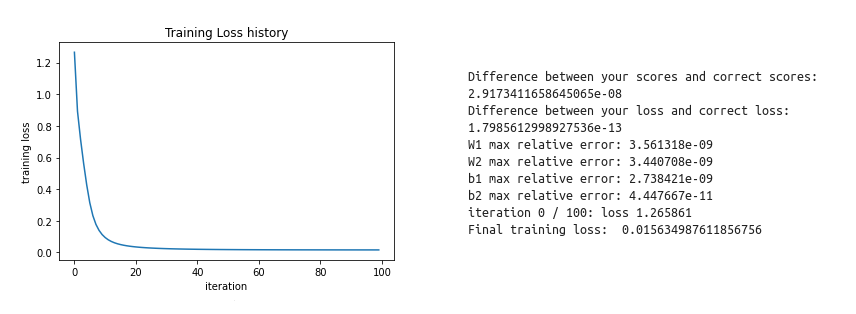 Training Loss history
training loss
1.2
1.0
0.8
0.6
0.4
0.2
0.0
0 20 40 60 80 100
iteration
Difference between your scores and correct scores:
2.9173411658645065e-08
Difference between your loss and correct loss:
1.7985612998927536e-13
W1 max relative error: 3.561318e-09
W2 max relative error: 3.440708e-09
b1 max relative error: 2.738421e-09
b2 max relative error: 4.447667e-11
iteration 0 / 100: loss 1.265861
Final training loss:  0.015634987611856756